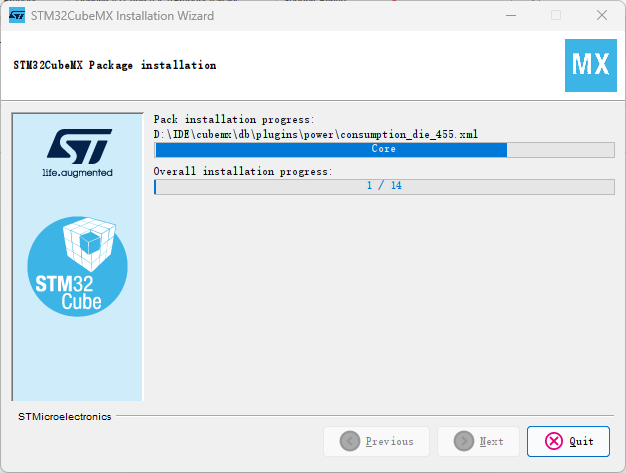 STM32CubeMX Installation Wizard
STM32CubeMX Package installation
MX
Pack installation progress:
D:\IDE\cubemx\db\plugins\power\consumption_die_455.xml
Core
Overall installation progress:
1 / 14
ST
life.augmented
STM32
Cube
STMicroelectronics
Previous
Next
Quit